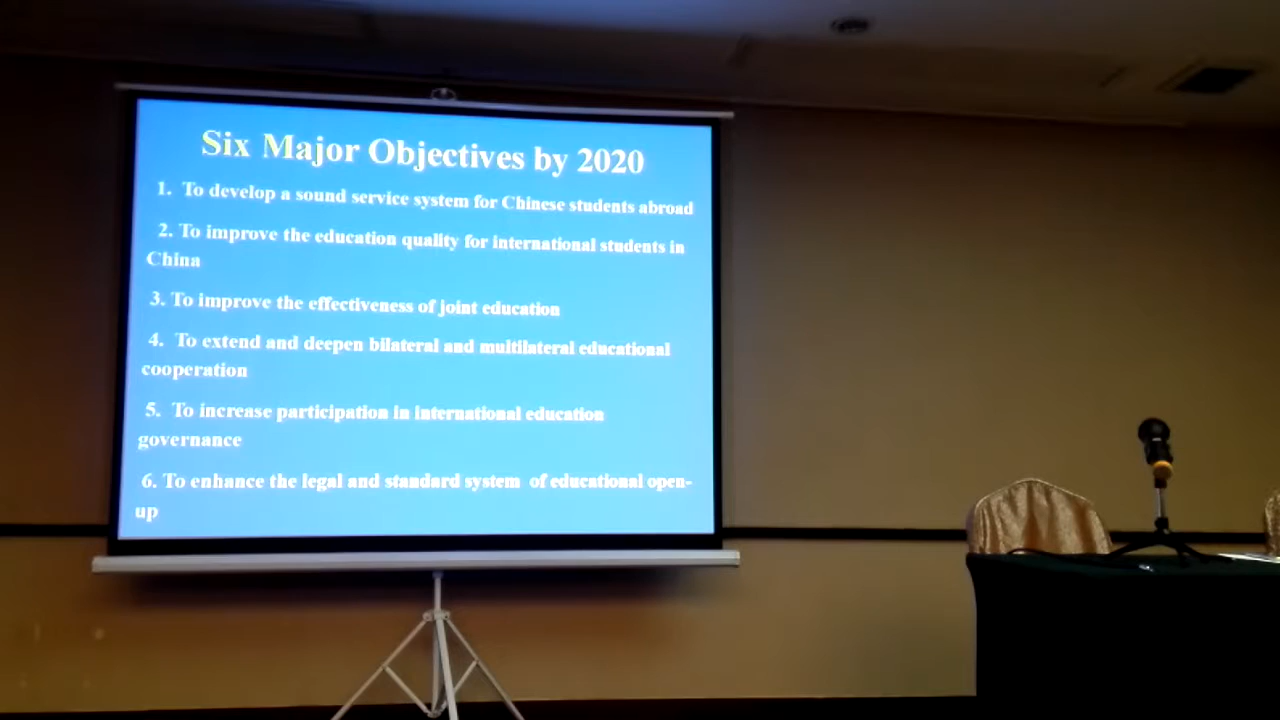 Six Major Objectives by 2020
1. To develop a sound service system for Chinese students abroad
2. To improve the education quality for international students in
China
3. To improve the effectiveness of joint education
4. To extend and deepen bilateral and multilateral educational
cooperation
5. To increase participation in international education
governance
6. To enhance the legal and standard system of educational open-
up